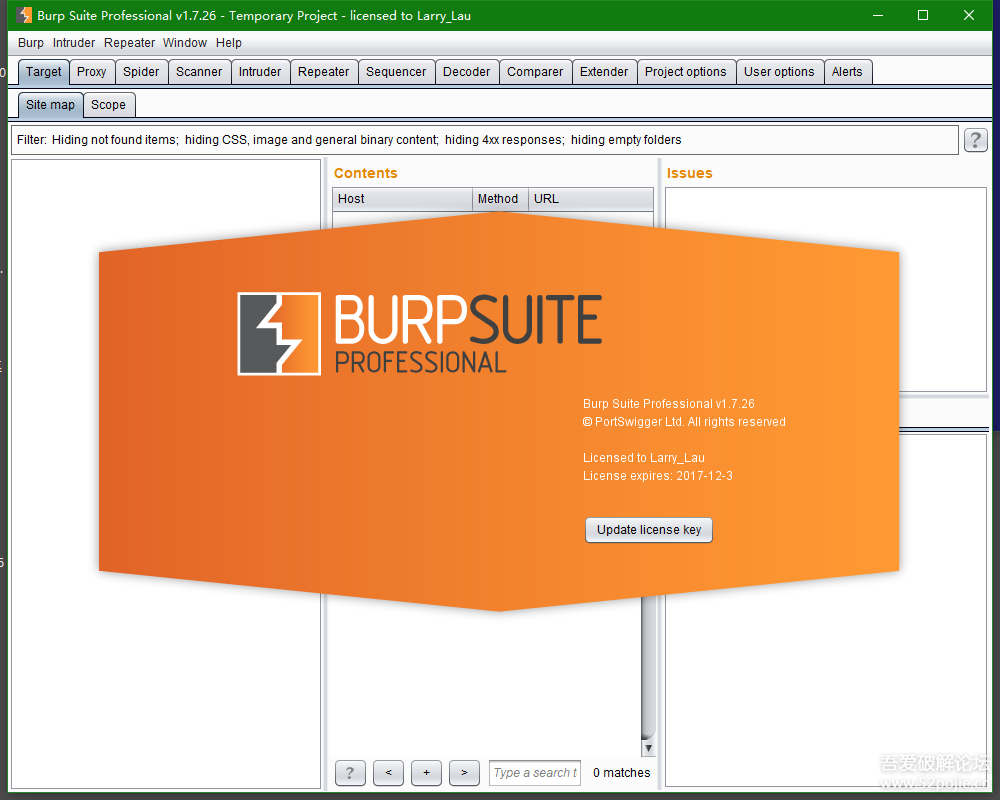 Burp Suite Professional v1.7.26 - Temporary Project - licensed to Larry_Lau
Burp Intruder Repeater Window Help
Target Proxy Spider Scanner Intruder Repeater Sequencer Decoder Comparer Extender Project options User options Alerts
Site map Scope
Filter: Hiding not found items; hiding CSS, image and general binary content; hiding 4xx responses; hiding empty folders
?
Contents
Issues
Host Method URL
BURPSUITE
PROFESSIONAL
Burp Suite Professional v1.7.26
© PortSwigger Ltd. All rights reserved
Licensed to Larry_Lau
License expires: 2017-12-3
Update license key
? < + > Type a search t 0 matches
吾爱破解论坛
www.52pojie.cn